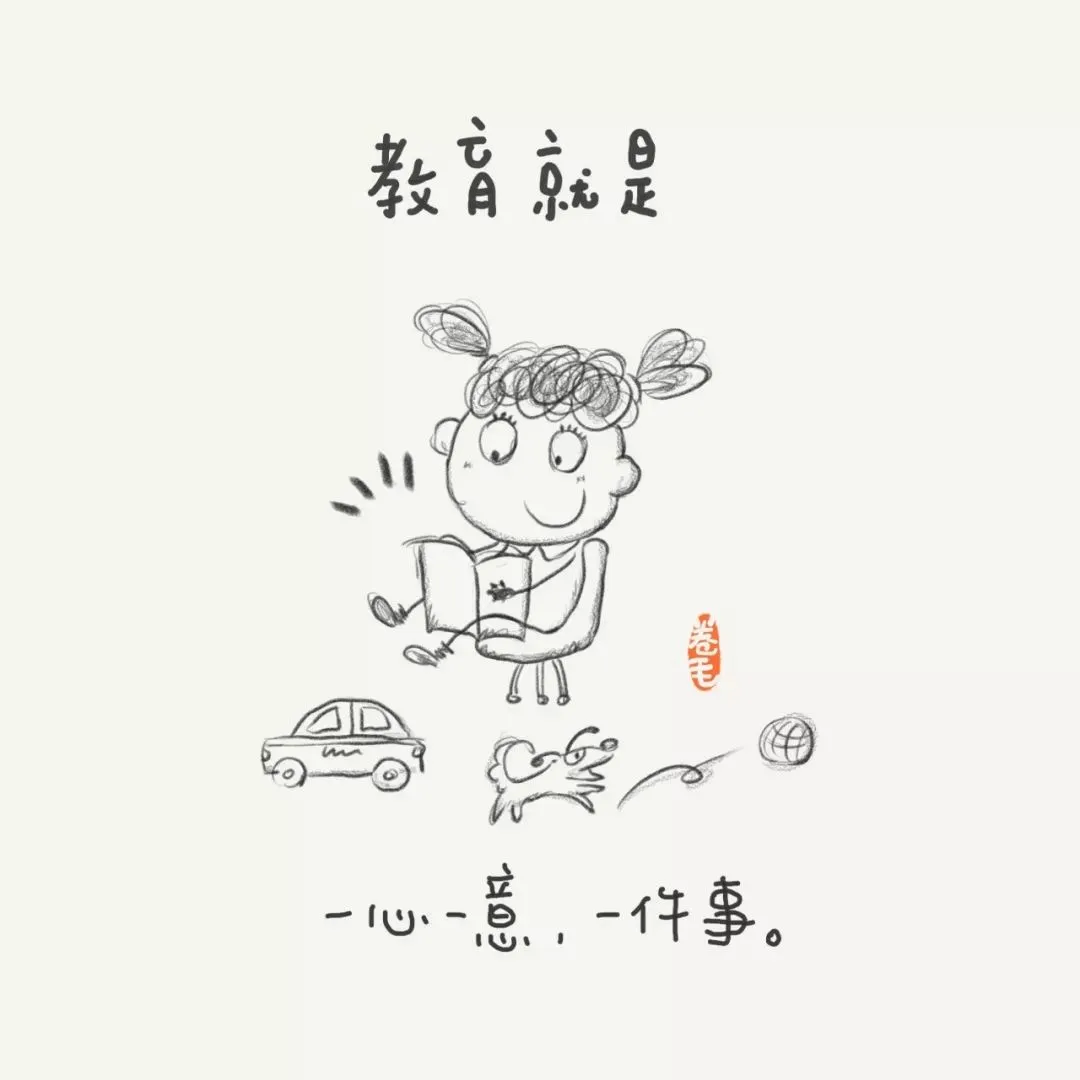 教育就是
卷毛
一心一意，一件事。